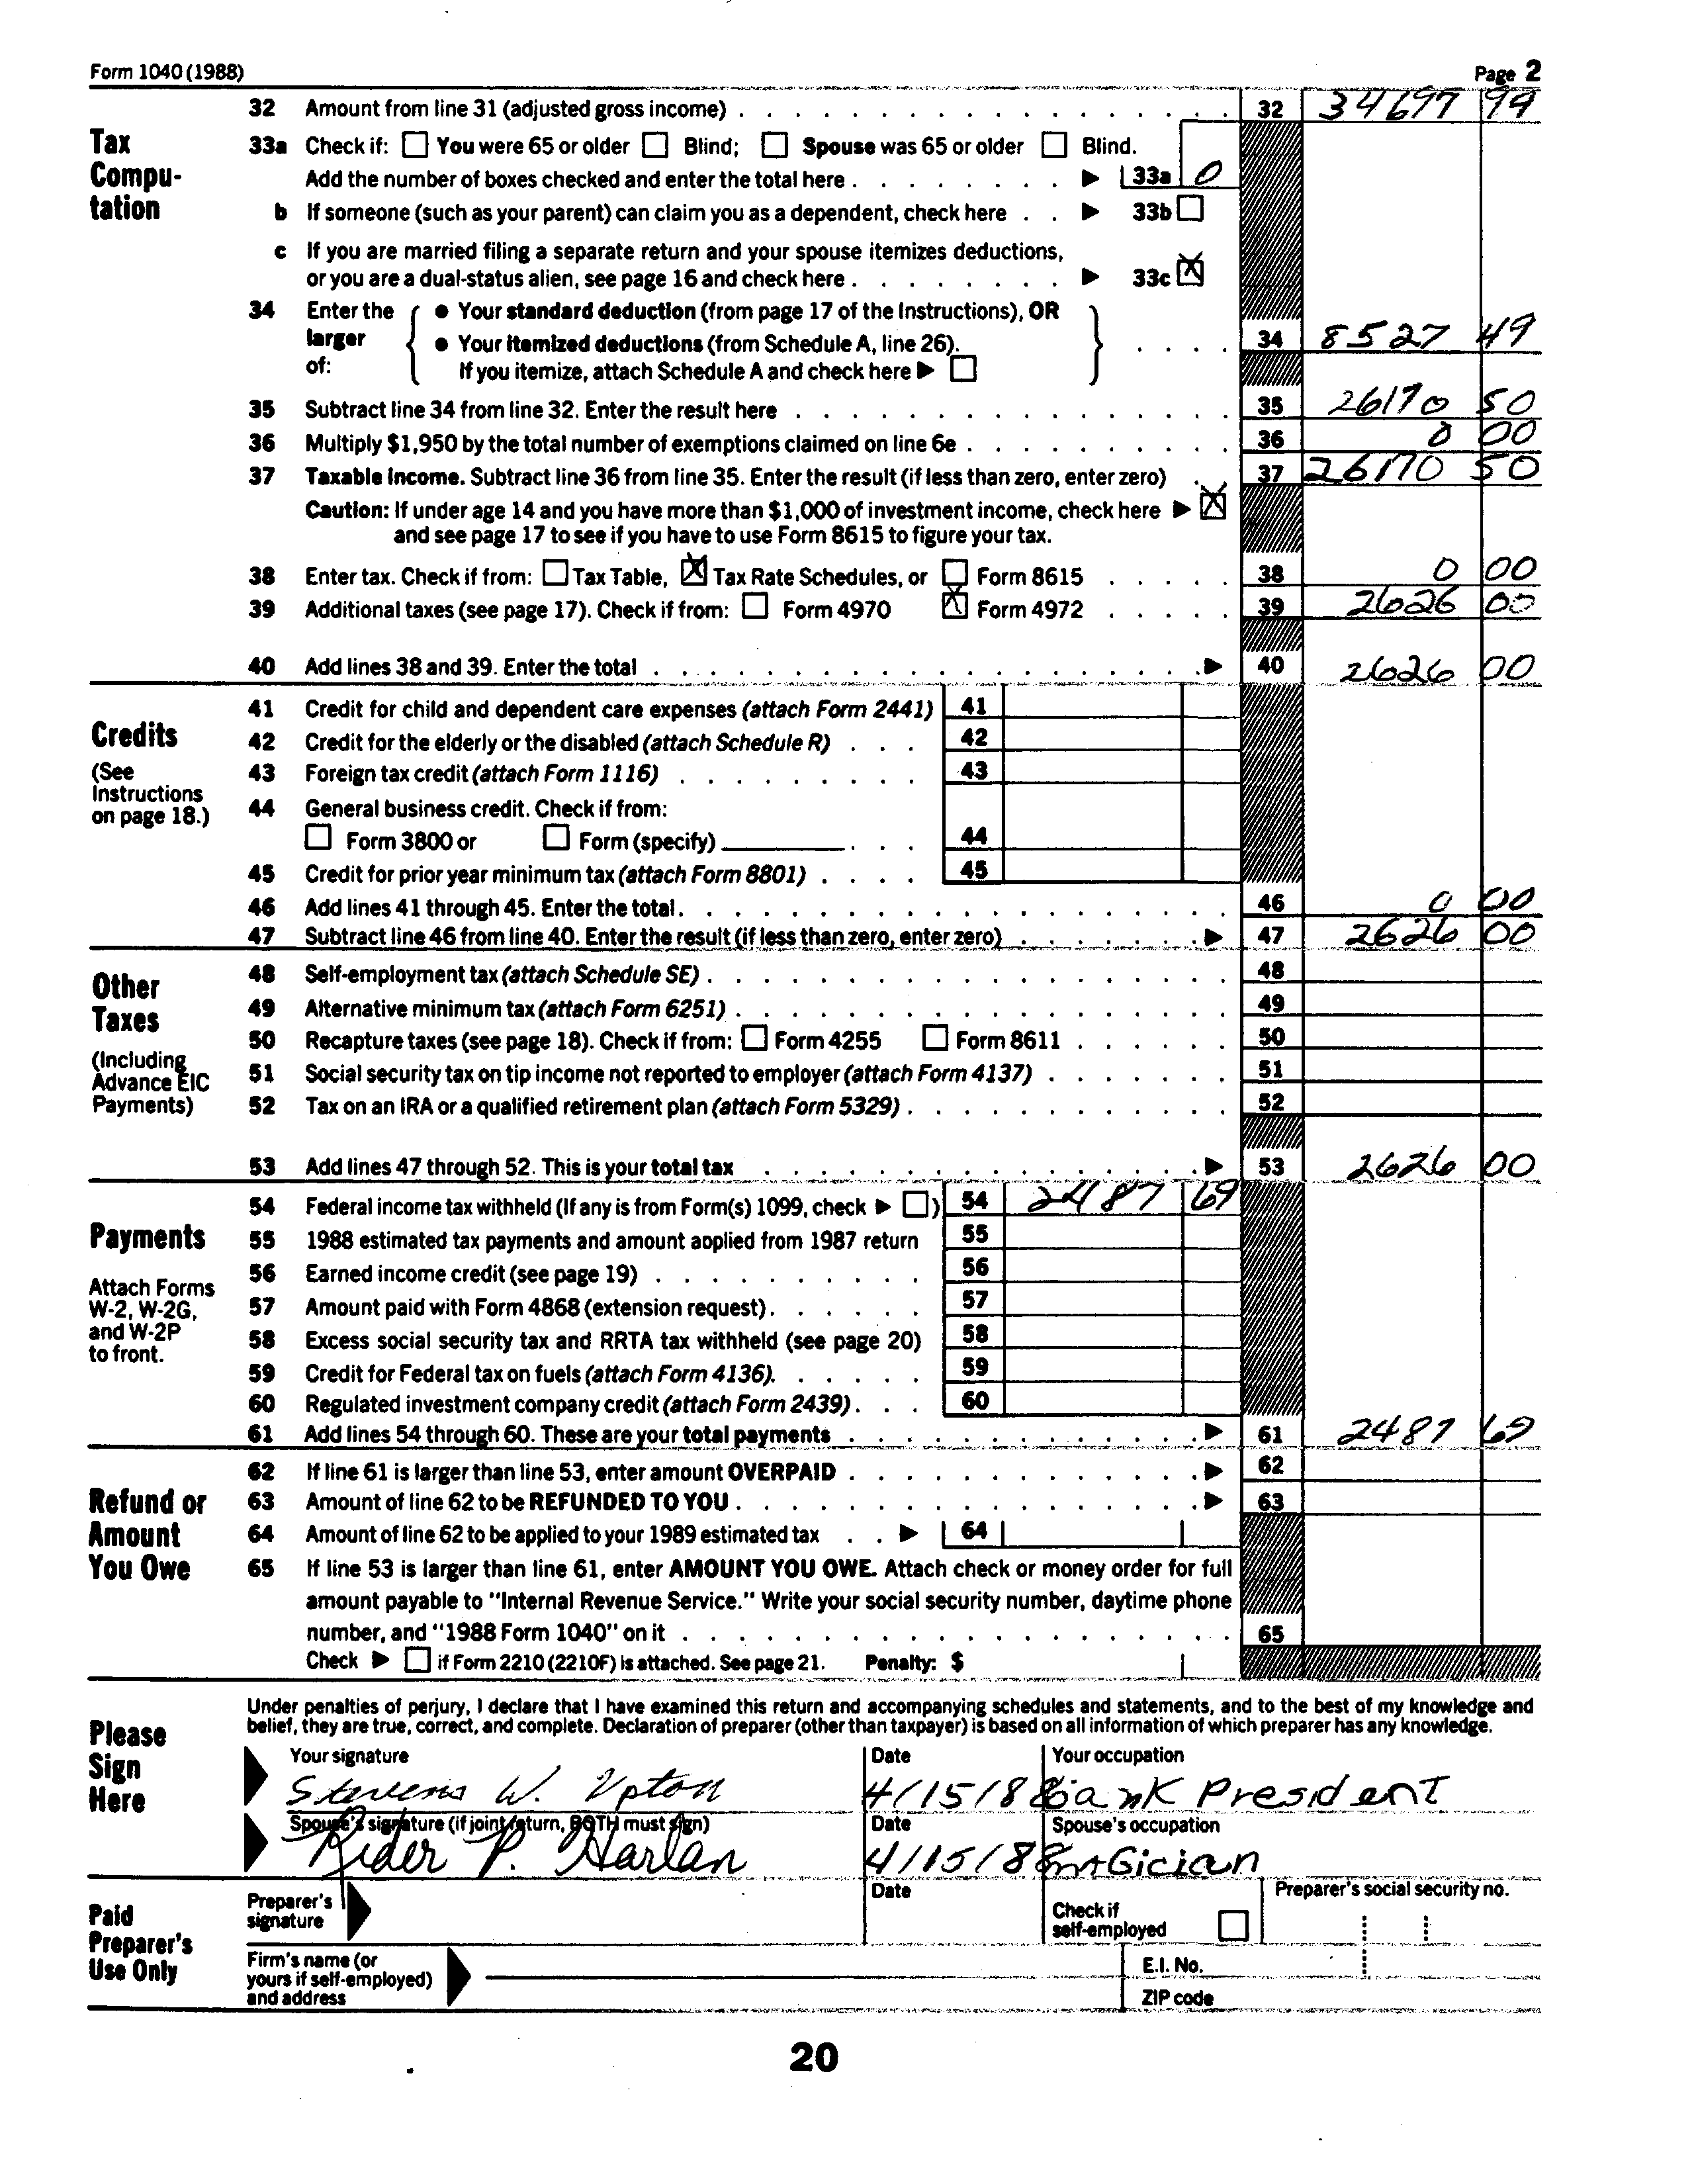 Form 1040 (1988) Page 2
32 Amount from line 31 (adjusted gross income) 32 34697 99
Tax Compu-tation
33a Check if: You were 65 or older Blind; Spouse was 65 or older Blind.
Add the number of boxes checked and enter the total here 33a 0
b If someone (such as your parent) can claim you as a dependent, check here 33b
c If you are married filing a separate return and your spouse itemizes deductions,
or you are a dual-status alien, see page 16 and check here 33c X
34 Enter the larger of:
● Your standard deduction (from page 17 of the Instructions), OR
● Your itemized deductions (from Schedule A, line 26). 34 8527 49
If you itemize, attach Schedule A and check here ▶
35 Subtract line 34 from line 32. Enter the result here 35 26170 50
36 Multiply $1,950 by the total number of exemptions claimed on line 6e 36 0 00
37 Taxable income. Subtract line 36 from line 35. Enter the result (if less than zero, enter zero) 37 26170 50
Caution: If under age 14 and you have more than $1,000 of investment income, check here ▶ X
and see page 17 to see if you have to use Form 8615 to figure your tax.
38 Enter tax. Check if from: Tax Table, X Tax Rate Schedules, or Form 8615 38 0 00
39 Additional taxes (see page 17). Check if from: Form 4970 X Form 4972 39 2626 00
40 Add lines 38 and 39. Enter the total ▶ 40 2626 00
Credits
(See Instructions on page 18.)
41 Credit for child and dependent care expenses (attach Form 2441) 41
42 Credit for the elderly or the disabled (attach Schedule R) 42
43 Foreign tax credit (attach Form 1116) 43
44 General business credit. Check if from:
Form 3800 or Form (specify) 44
45 Credit for prior year minimum tax (attach Form 8801) 45
46 Add lines 41 through 45. Enter the total 46 0 00
47 Subtract line 46 from line 40. Enter the result (if less than zero, enter zero) ▶ 47 2626 00
Other Taxes
(Including Advance EIC Payments)
48 Self-employment tax (attach Schedule SE) 48
49 Alternative minimum tax (attach Form 6251) 49
50 Recapture taxes (see page 18). Check if from: Form 4255 Form 8611 50
51 Social security tax on tip income not reported to employer (attach Form 4137) 51
52 Tax on an IRA or a qualified retirement plan (attach Form 5329) 52
53 Add lines 47 through 52. This is your total tax ▶ 53 2626 00
Payments
Attach Forms W-2, W-2G, and W-2P to front.
54 Federal income tax withheld (If any is from Form(s) 1099, check ▶ ) 54 2487 69
55 1988 estimated tax payments and amount applied from 1987 return 55
56 Earned income credit (see page 19) 56
57 Amount paid with Form 4868 (extension request) 57
58 Excess social security tax and RRTA tax withheld (see page 20) 58
59 Credit for Federal tax on fuels (attach Form 4136) 59
60 Regulated investment company credit (attach Form 2439) 60
61 Add lines 54 through 60. These are your total payments ▶ 61 2487 69
Refund or Amount You Owe
62 If line 61 is larger than line 53, enter amount OVERPAID ▶ 62
63 Amount of line 62 to be REFUNDED TO YOU ▶ 63
64 Amount of line 62 to be applied to your 1989 estimated tax ▶ 64
65 If line 53 is larger than line 61, enter AMOUNT YOU OWE. Attach check or money order for full
amount payable to "Internal Revenue Service." Write your social security number, daytime phone
number, and "1988 Form 1040" on it 65
Check ▶ if Form 2210 (2210F) is attached. See page 21. Penalty: $
Please Sign Here
Under penalties of perjury, I declare that I have examined this return and accompanying schedules and statements, and to the best of my knowledge and
belief, they are true, correct, and complete. Declaration of preparer (other than taxpayer) is based on all information of which preparer has any knowledge.
Your signature Date Your occupation
Stevens W. Upton 4/15/88 Bank President
Spouse's signature (if joint return, BOTH must sign) Date Spouse's occupation
Rider P. Harlan 4/15/88 maGician
Paid Preparer's Use Only
Preparer's signature Date Check if self-employed Preparer's social security no.
Firm's name (or yours if self-employed) and address E.I. No.
ZIP code
20